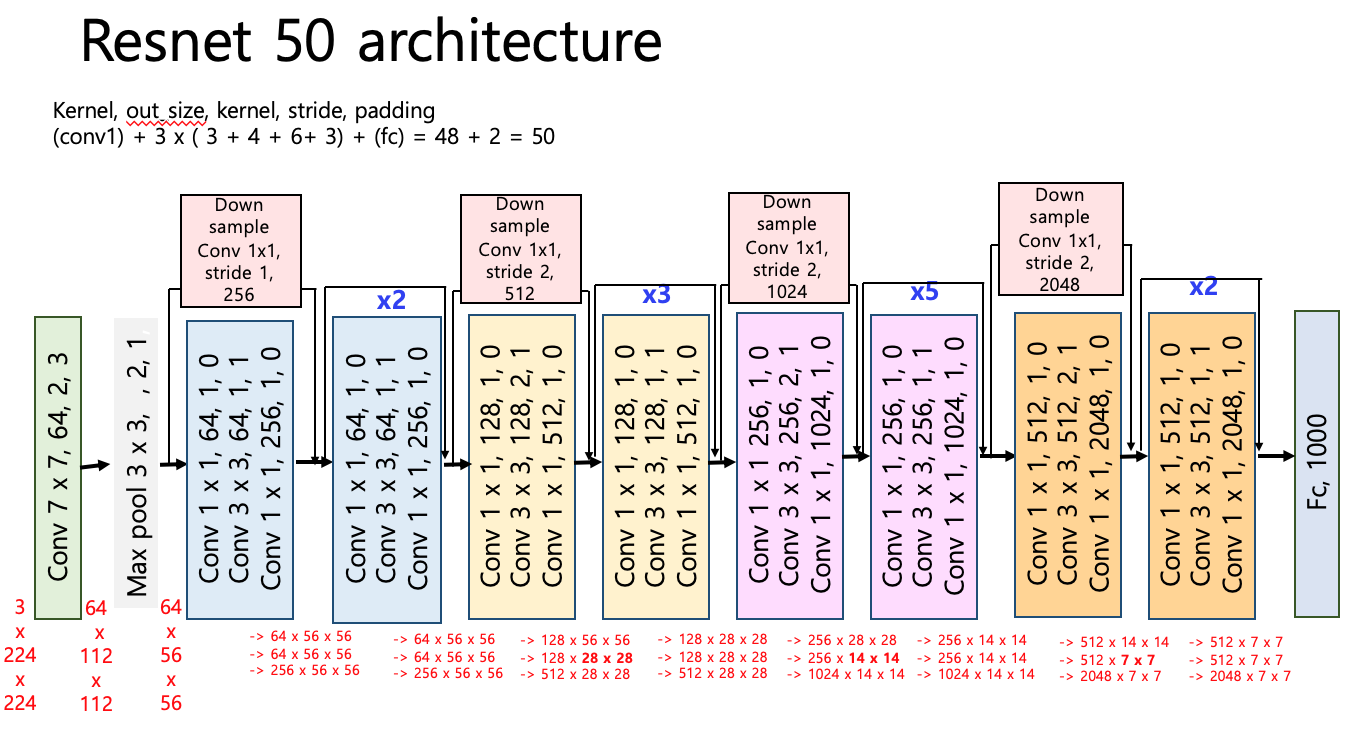 Resnet 50 architecture
Kernel, out_size, kernel, stride, padding
(conv1) + 3 x ( 3 + 4 + 6+ 3) + (fc) = 48 + 2 = 50
Down
sample
Conv 1x1,
stride 1,
256
Down
sample
Conv 1x1,
stride 2,
512
Down
sample
Conv 1x1,
stride 2,
1024
Down
sample
Conv 1x1,
stride 2,
2048
x2
x3
x5
x2
Conv 7 x 7, 64, 2, 3
Max pool 3 x 3, , 2, 1,
Conv 1 x 1, 64, 1, 0
Conv 3 x 3, 64, 1, 1
Conv 1 x 1, 256, 1, 0
Conv 1 x 1, 64, 1, 0
Conv 3 x 3, 64, 1, 1
Conv 1 x 1, 256, 1, 0
Conv 1 x 1, 128, 1, 0
Conv 3 x 3, 128, 2, 1
Conv 1 x 1, 512, 1, 0
Conv 1 x 1, 128, 1, 0
Conv 3 x 3, 128, 1, 1
Conv 1 x 1, 512, 1, 0
Conv 1 x 1 256, 1, 0
Conv 3 x 3, 256, 2, 1
Conv 1 x 1, 1024, 1, 0
Conv 1 x 1, 256, 1, 0
Conv 3 x 3, 256, 1, 1
Conv 1 x 1, 1024, 1, 0
Conv 1 x 1, 512, 1, 0
Conv 3 x 3, 512, 2, 1
Conv 1 x 1, 2048, 1, 0
Conv 1 x 1, 512, 1, 0
Conv 3 x 3, 512, 1, 1
Conv 1 x 1, 2048, 1, 0
Fc, 1000
3
x
224
x
224
64
x
112
x
112
64
x
56
x
56
-> 64 x 56 x 56
-> 64 x 56 x 56
-> 256 x 56 x 56
-> 64 x 56 x 56
-> 64 x 56 x 56
-> 256 x 56 x 56
-> 128 x 56 x 56
-> 128 x 28 x 28
-> 512 x 28 x 28
-> 128 x 28 x 28
-> 128 x 28 x 28
-> 512 x 28 x 28
-> 256 x 28 x 28
-> 256 x 14 x 14
-> 1024 x 14 x 14
-> 256 x 14 x 14
-> 256 x 14 x 14
-> 1024 x 14 x 14
-> 512 x 14 x 14
-> 512 x 7 x 7
-> 2048 x 7 x 7
-> 512 x 7 x 7
-> 512 x 7 x 7
-> 2048 x 7 x 7